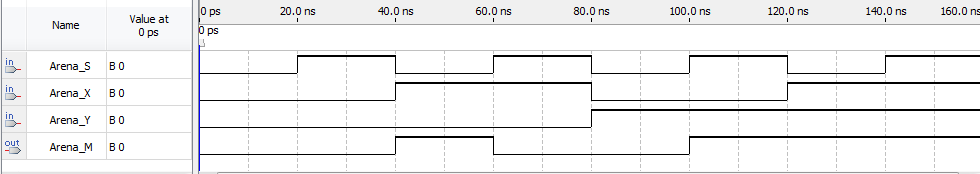 Name
Value at
0 ps
0 ps
20.0 ns
40.0 ns
60.0 ns
80.0 ns
100.0 ns
120.0 ns
140.0 ns
160.0 ns
0 ps
in
Arena_S
B 0
in
Arena_X
B 0
in
Arena_Y
B 0
out
Arena_M
B 0